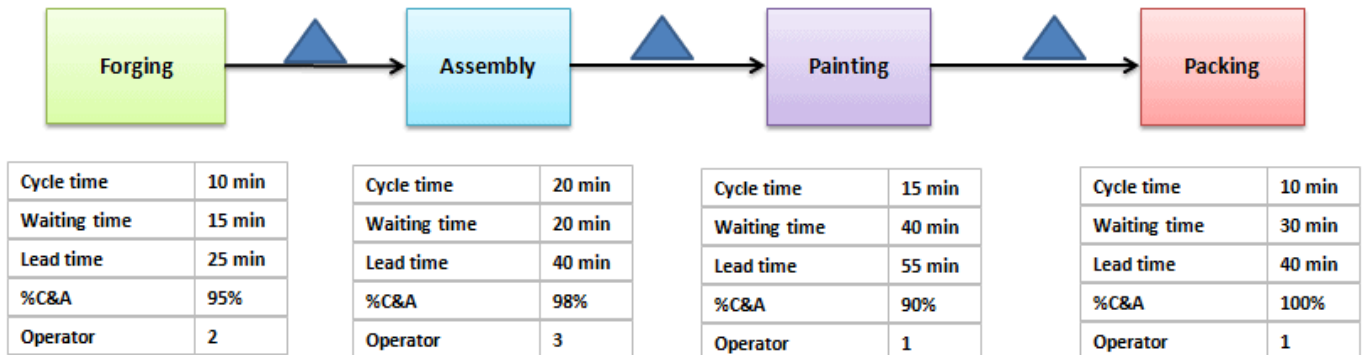 Forging
Assembly
Painting
Packing
Cycle time 10 min
Waiting time 15 min
Lead time 25 min
%C&A 95%
Operator 2
Cycle time 20 min
Waiting time 20 min
Lead time 40 min
%C&A 98%
Operator 3
Cycle time 15 min
Waiting time 40 min
Lead time 55 min
%C&A 90%
Operator 1
Cycle time 10 min
Waiting time 30 min
Lead time 40 min
%C&A 100%
Operator 1